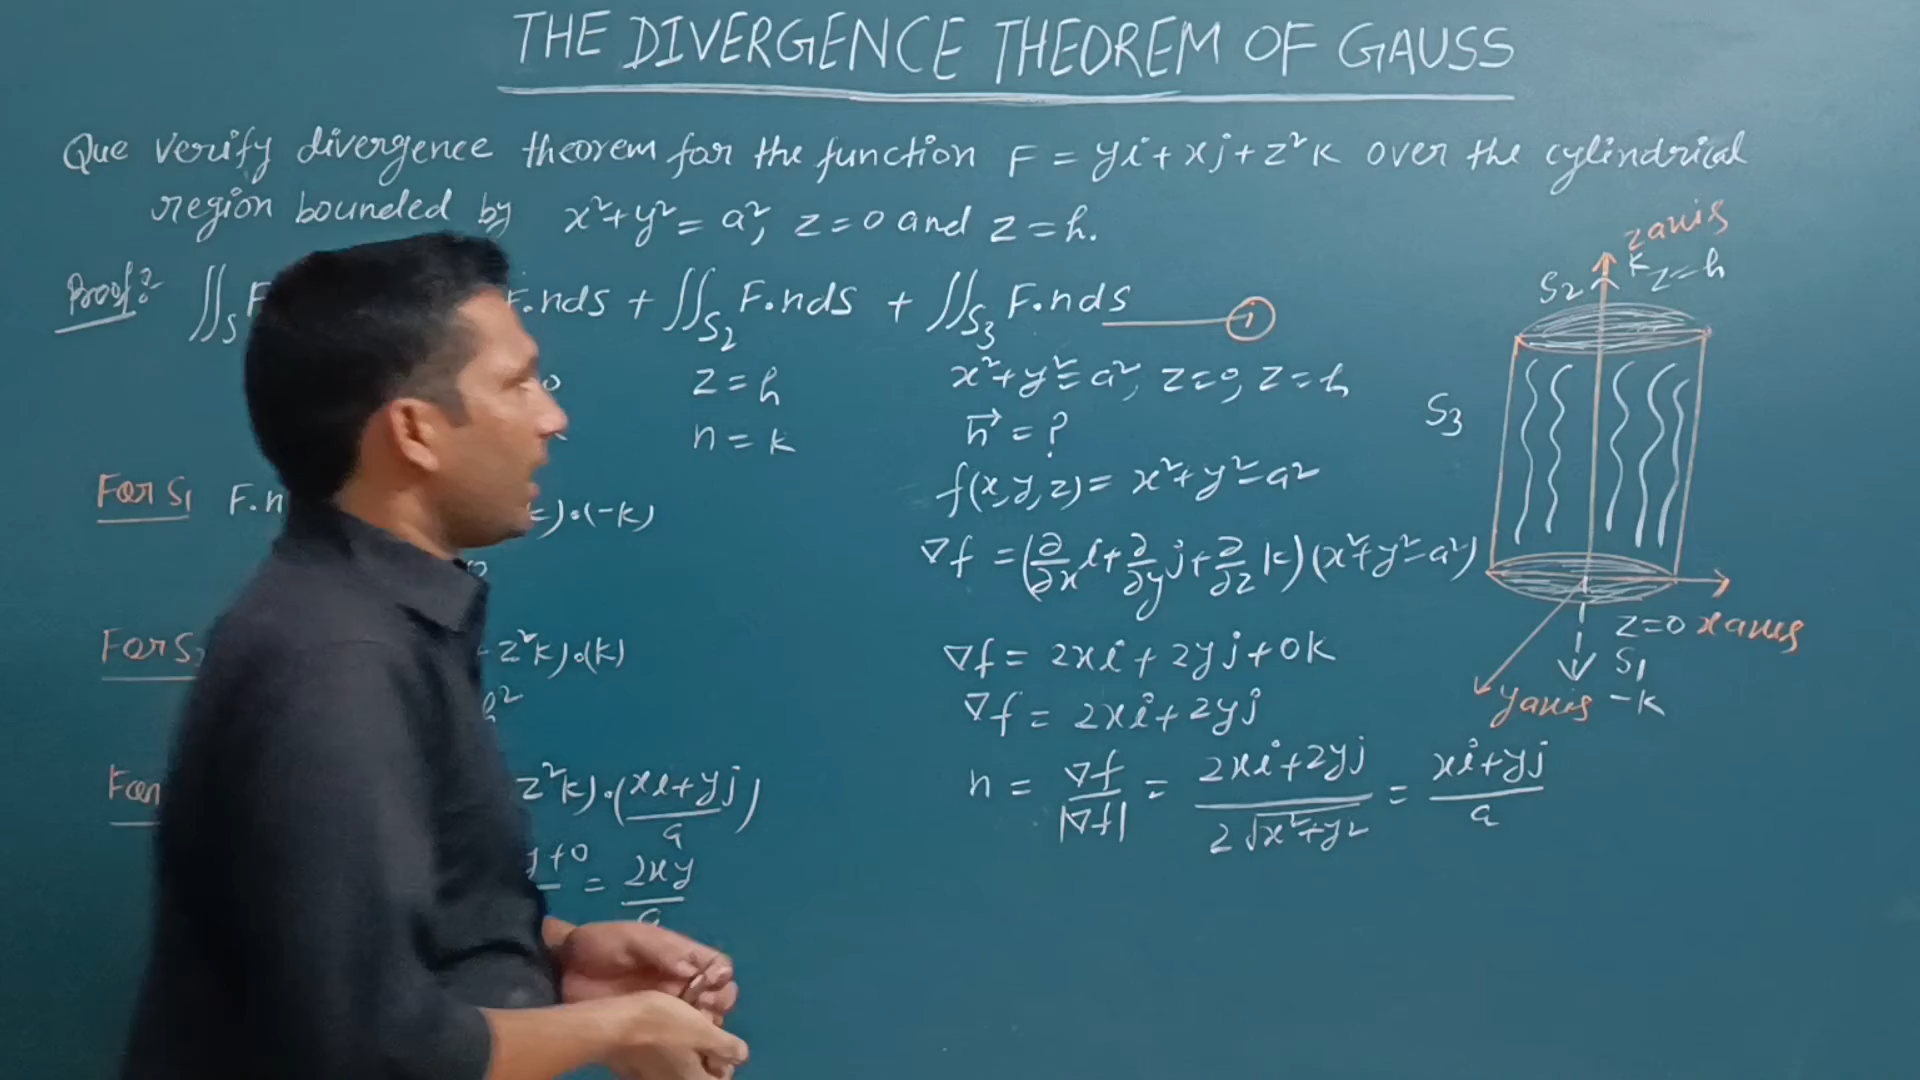 THE DIVERGENCE THEOREM OF GAUSS
Que verify divergence theorem for the function F = yi + xj + z²k over the cylindrical
region bounded by x²+y² = a², z=0 and z=h.
Proof:- ∬S F .nds + ∬S₂ F.nds + ∬S₃ F.nds ——— (i)
z = h
n = k
x²+y²=a², z=0, z=h
n⃗ = ?
f(x,y,z) = x²+y²-a²
∇f = (∂/∂x i + ∂/∂y j + ∂/∂z k)(x²+y²-a²)
∇f = 2xi + 2yj + 0k
∇f = 2xi + 2yj
n = ∇f/|∇f| = (2xi+2yj)/(2√x²+y²) = (xi+yj)/a
For S₁ F.n ).(-k)
For S z²k).(k)
For z²k).((xi+yj)/a)
y+0 = 2xy/a
z axis
k
S₂ z=h
S₃
z=0 x axis
S₁
y axis -k